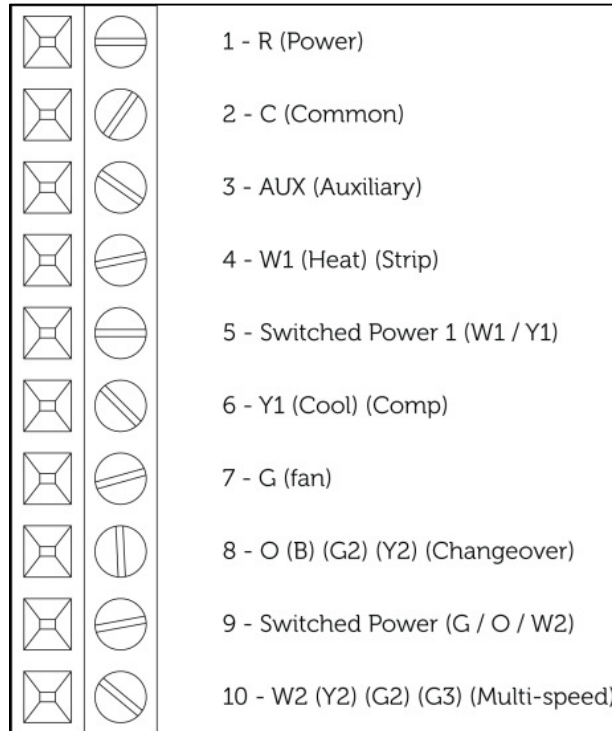 1 - R (Power)
2 - C (Common)
3 - AUX (Auxiliary)
4 - W1 (Heat) (Strip)
5 - Switched Power 1 (W1 / Y1)
6 - Y1 (Cool) (Comp)
7 - G (fan)
8 - O (B) (G2) (Y2) (Changeover)
9 - Switched Power (G / O / W2)
10 - W2 (Y2) (G2) (G3) (Multi-speed)